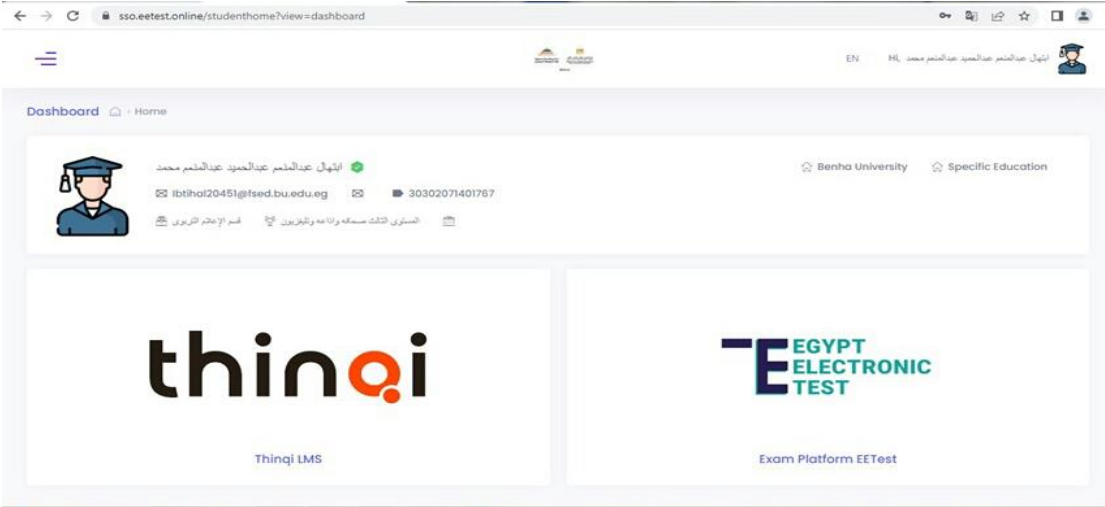 sso.eetest.online/studenthome?view=dashboard
EN Hi, ابتهال عبدالمنعم عبدالحميد عبدالمنعم محمد
Dashboard Home
ابتهال عبدالمنعم عبدالحميد عبدالمنعم محمد
Benha University Specific Education
Ibtihal20451@fsed.bu.edu.eg 30302071401767
قسم الإعلام التربوى المستوى الثالث صحافه واذاعه وتليفزيون
thinqi
EGYPT
ELECTRONIC
TEST
Thinqi LMS
Exam Platform EETest